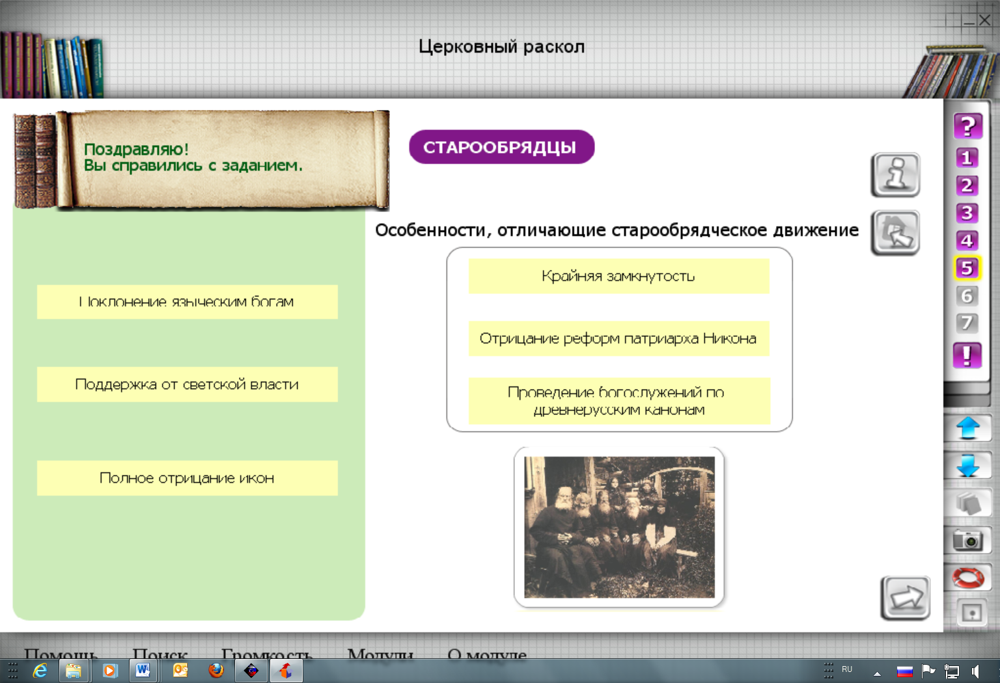 Церковный раскол
Поздравляю!
Вы справились с заданием.
СТАРООБРЯДЦЫ
Особенности, отличающие старообрядческое движение
Крайняя замкнутость
Отрицание реформ патриарха Никона
Проведение богослужений по
древнерусским канонам
Поклонение языческим богам
Поддержка от светской власти
Полное отрицание икон
?
1
2
3
4
5
6
7
!
Помощь Поиск Громкость Модули О модуле
RU